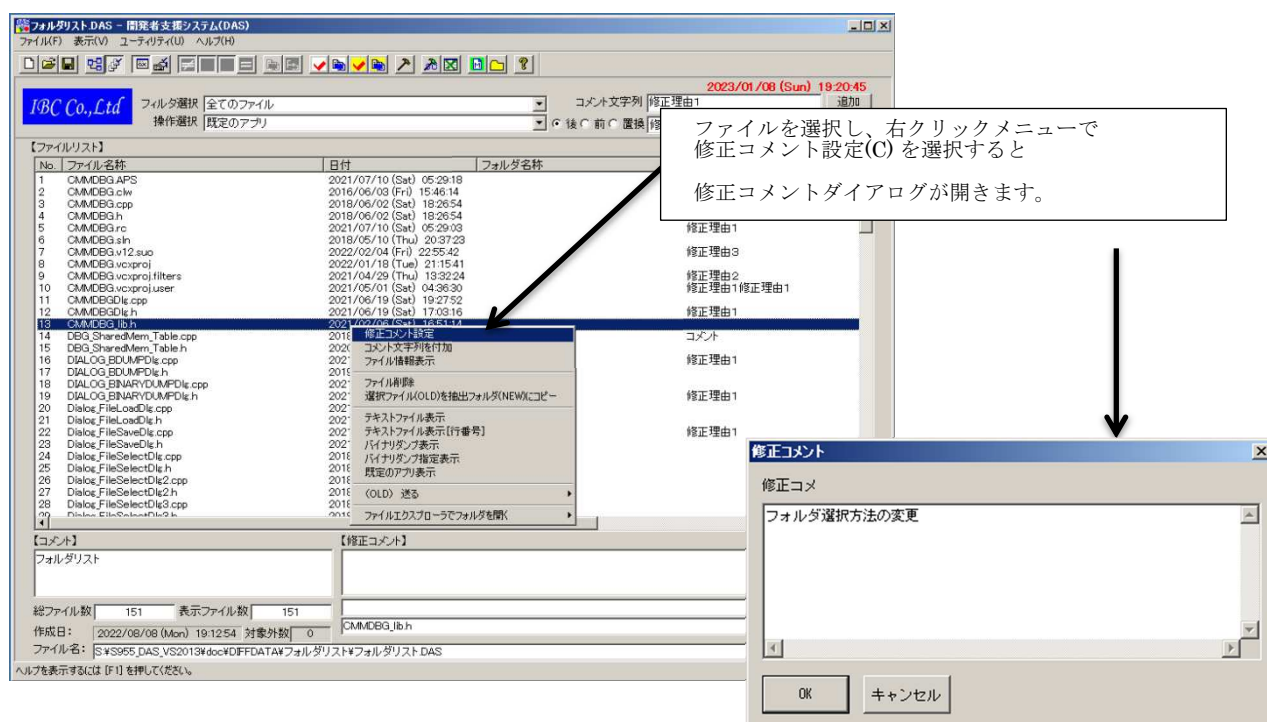 フォルダリスト.DAS - 開発者支援システム(DAS)
ファイル(F) 表示(V) ユーティリティ(U) ヘルプ(H)
2023/01/08 (Sun) 19:20:45
IBC Co.,Ltd
フィルタ選択 全てのファイル
コメント文字列 修正理由1 追加
操作選択 既定のアプリ
後 前 置換
ファイルを選択し、右クリックメニューで
修正コメント設定(C) を選択すると
修正コメントダイアログが開きます。
【ファイルリスト】
No. ファイル名称 日付 フォルダ名称
1 CMMDBG.APS 2021/07/10 (Sat) 05:29:18
2 CMMDBG.clw 2016/06/03 (Fri) 15:46:14
3 CMMDBG.cpp 2018/06/02 (Sat) 18:26:54
4 CMMDBG.h 2018/06/02 (Sat) 18:26:54
5 CMMDBG.rc 2021/07/10 (Sat) 05:29:03 修正理由1
6 CMMDBG.sln 2018/05/10 (Thu) 20:37:23
7 CMMDBG.v12.suo 2022/02/04 (Fri) 22:55:42 修正理由3
8 CMMDBG.vcxproj 2022/01/18 (Tue) 21:15:41
9 CMMDBG.vcxproj.filters 2021/04/29 (Thu) 13:32:24 修正理由2
10 CMMDBG.vcxproj.user 2021/05/01 (Sat) 04:36:30 修正理由1修正理由1
11 CMMDBGDlg.cpp 2021/06/19 (Sat) 19:27:52
12 CMMDBGDlg.h 2021/06/19 (Sat) 17:03:16 修正理由1
13 CMMDBG_lib.h 2021/02/06 (Sat) 16:51:14
14 DBG_SharedMem_Table.cpp 2018 コメント
15 DBG_SharedMem_Table.h 202
16 DIALOG_BDUMPDlg.cpp 202 修正理由1
17 DIALOG_BDUMPDlg.h 2019
18 DIALOG_BINARYDUMPDlg.cpp 202
19 DIALOG_BINARYDUMPDlg.h 202 修正理由1
20 Dialog_FileLoadDlg.cpp 202
21 Dialog_FileLoadDlg.h 202
22 Dialog_FileSaveDlg.cpp 202 修正理由1
23 Dialog_FileSaveDlg.h 202
24 Dialog_FileSelectDlg.cpp 2018
25 Dialog_FileSelectDlg.h 2018
26 Dialog_FileSelectDlg2.cpp 2018
27 Dialog_FileSelectDlg2.h 2018
28 Dialog_FileSelectDlg3.cpp 2018
29 Dialog_FileSelectDlg3.h 2018
修正コメント設定
コメント文字列を付加
ファイル情報表示
ファイル削除
選択ファイル(OLD)を抽出フォルダ(NEW)にコピー
テキストファイル表示
テキストファイル表示[行番号]
バイナリダンプ表示
バイナリダンプ指定表示
既定のアプリ表示
(OLD) 送る
ファイルエクスプローラでフォルダを開く
【コメント】
フォルダリスト
【修正コメント】
総ファイル数 151 表示ファイル数 151
作成日: 2022/08/08 (Mon) 19:12:54 対象外数 0
CMMDBG_lib.h
ファイル名: S:¥S955_DAS_VS2013¥doc¥DIFFDATA¥フォルダリスト¥フォルダリスト.DAS
ヘルプを表示するには [F1] を押してください。
修正コメント
修正コメ
フォルダ選択方法の変更
OK キャンセル